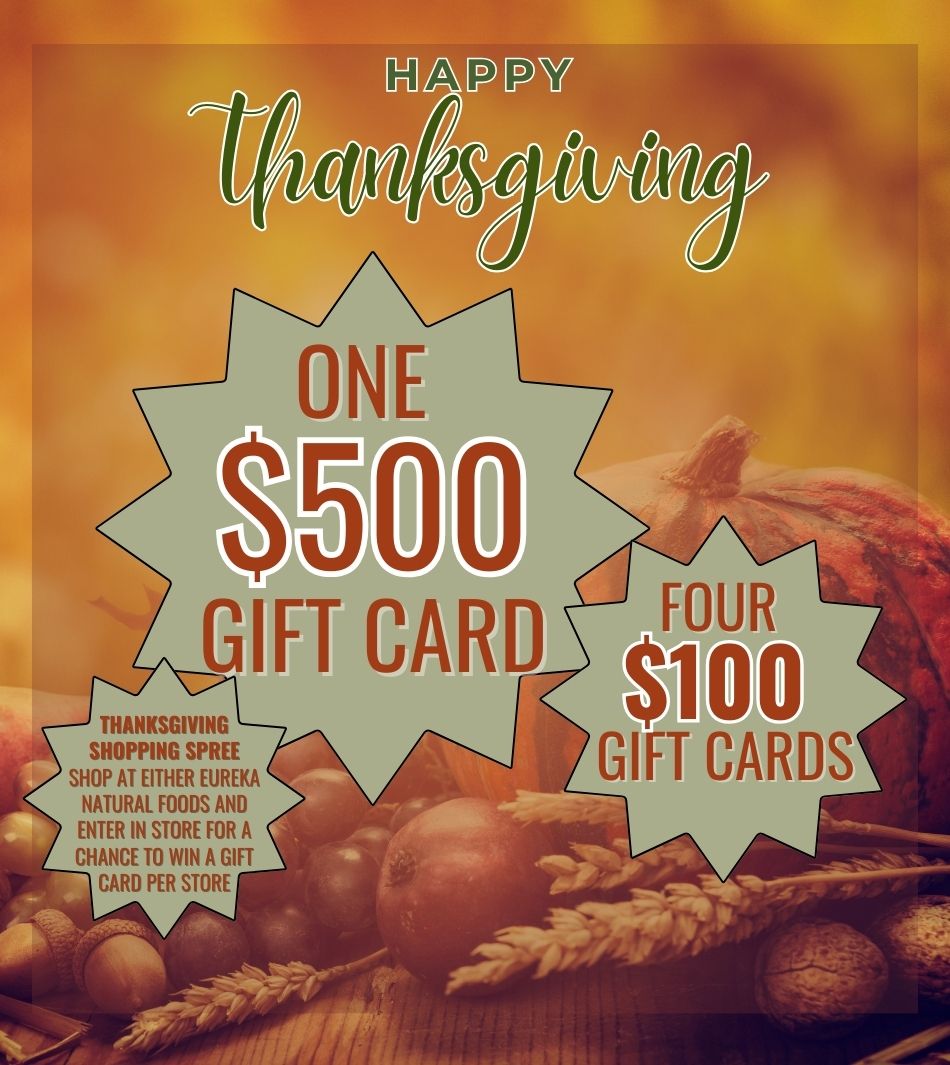 HAPPY
Thanksgiving
ONE
$500
GIFT CARD
FOUR
$100
GIFT CARDS
THANKSGIVING
SHOPPING SPREE
SHOP AT EITHER EUREKA
NATURAL FOODS AND
ENTER IN STORE FOR A
CHANCE TO WIN A GIFT
CARD PER STORE